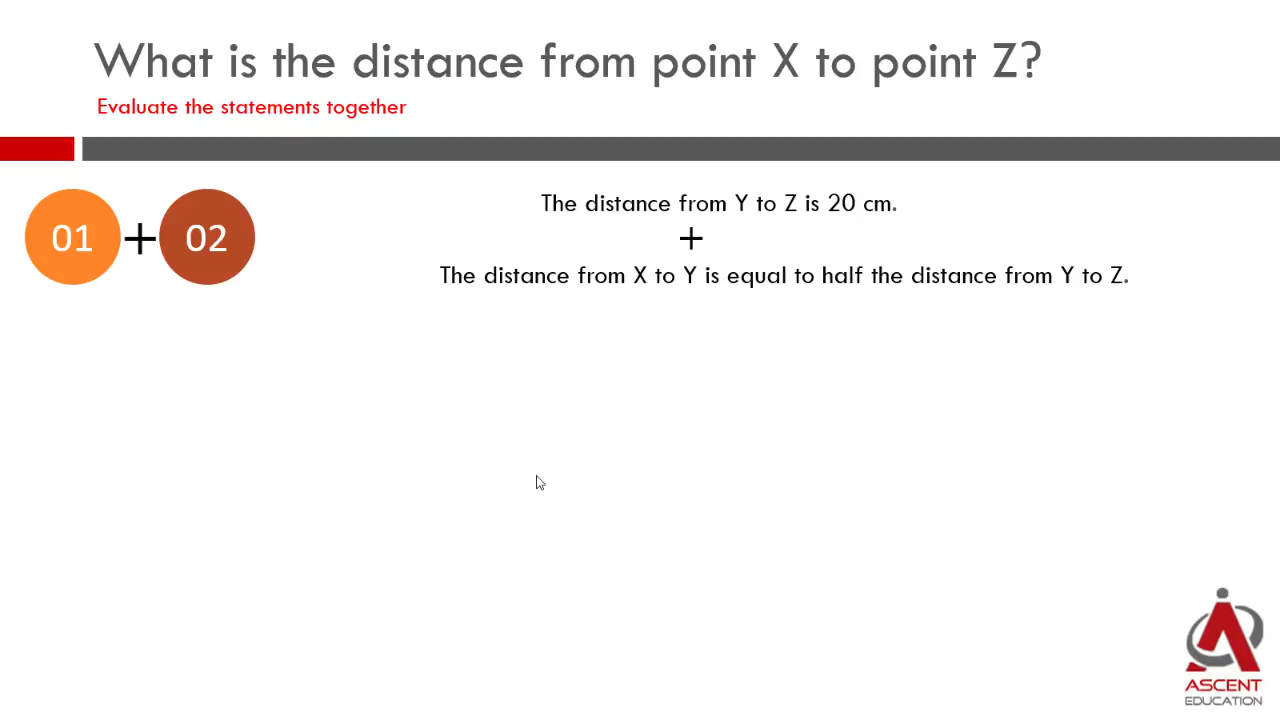 What is the distance from point X to point Z?
Evaluate the statements together
01 + 02
The distance from Y to Z is 20 cm.
+
The distance from X to Y is equal to half the distance from Y to Z.
ASCENT
EDUCATION